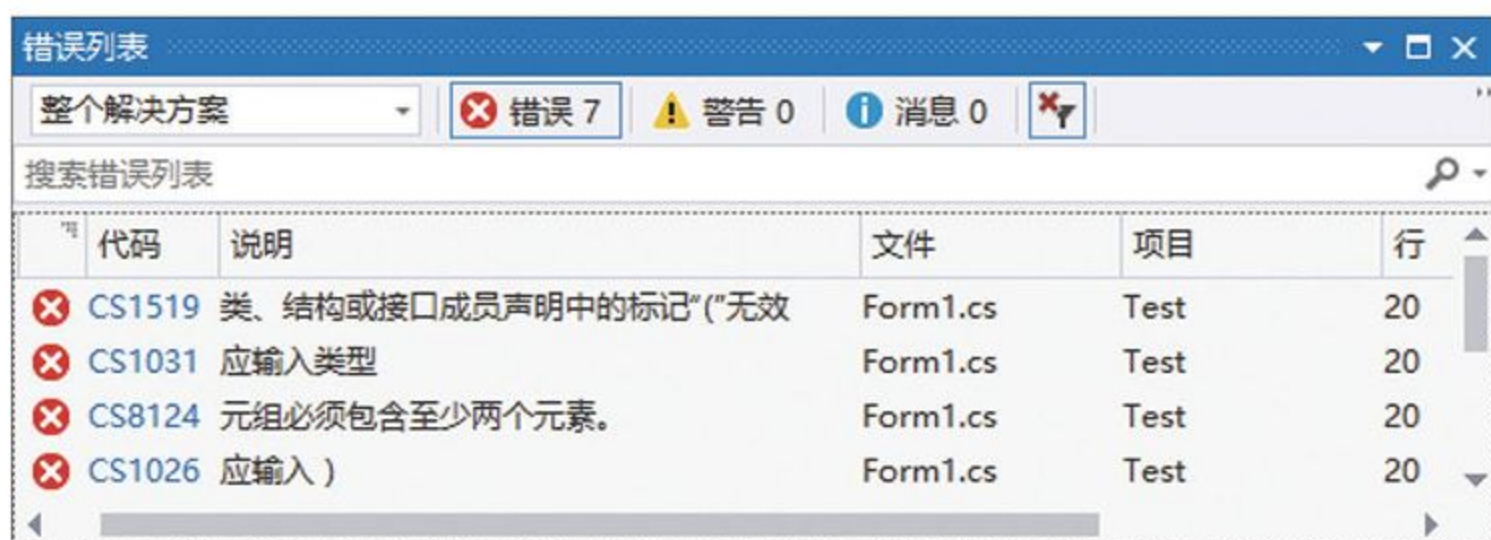 错误列表
整个解决方案 错误 7 警告 0 消息 0
搜索错误列表
代码 说明 文件 项目 行
CS1519 类、结构或接口成员声明中的标记"("无效 Form1.cs Test 20
CS1031 应输入类型 Form1.cs Test 20
CS8124 元组必须包含至少两个元素。 Form1.cs Test 20
CS1026 应输入 ) Form1.cs Test 20